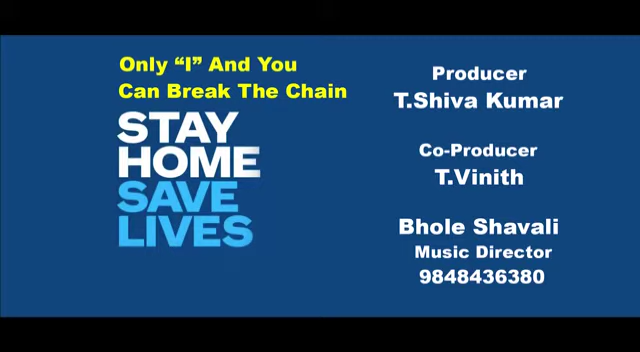 Only “I” And You
Can Break The Chain
STAY
HOME
SAVE
LIVES
Producer
T.Shiva Kumar
Co-Producer
T.Vinith
Bhole Shavali
Music Director
9848436380